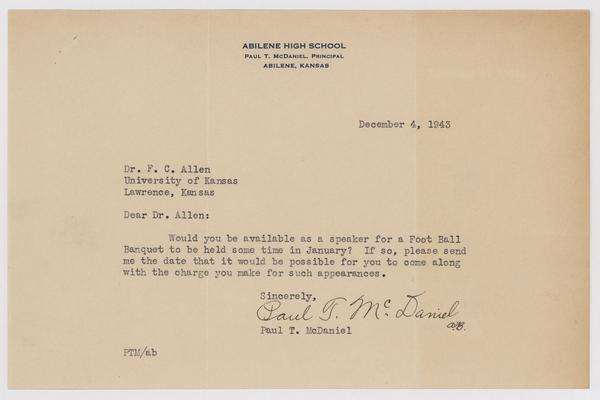 ABILENE HIGH SCHOOL
PAUL T. MCDANIEL, PRINCIPAL
ABILENE, KANSAS
December 4, 1943
Dr. F. C. Allen
University of Kansas
Lawrence, Kansas
Dear Dr. Allen:
Would you be available as a speaker for a Foot Ball
Banquet to be held some time in January? If so, please send
me the date that it would be possible for you to come along
with the charge you make for such appearances.
Sincerely,
Paul T. McDaniel
Paul T. McDaniel
PTM/ab